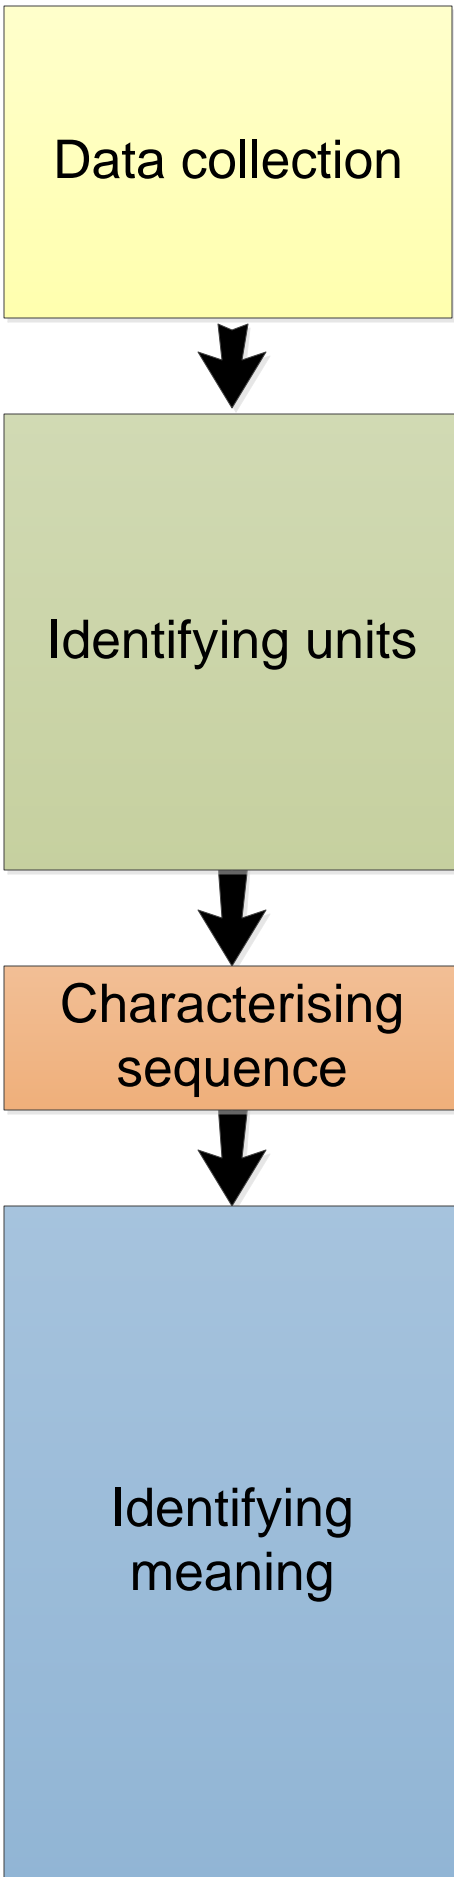 Data collection
Identifying units
Characterising
sequence
Identifying
meaning